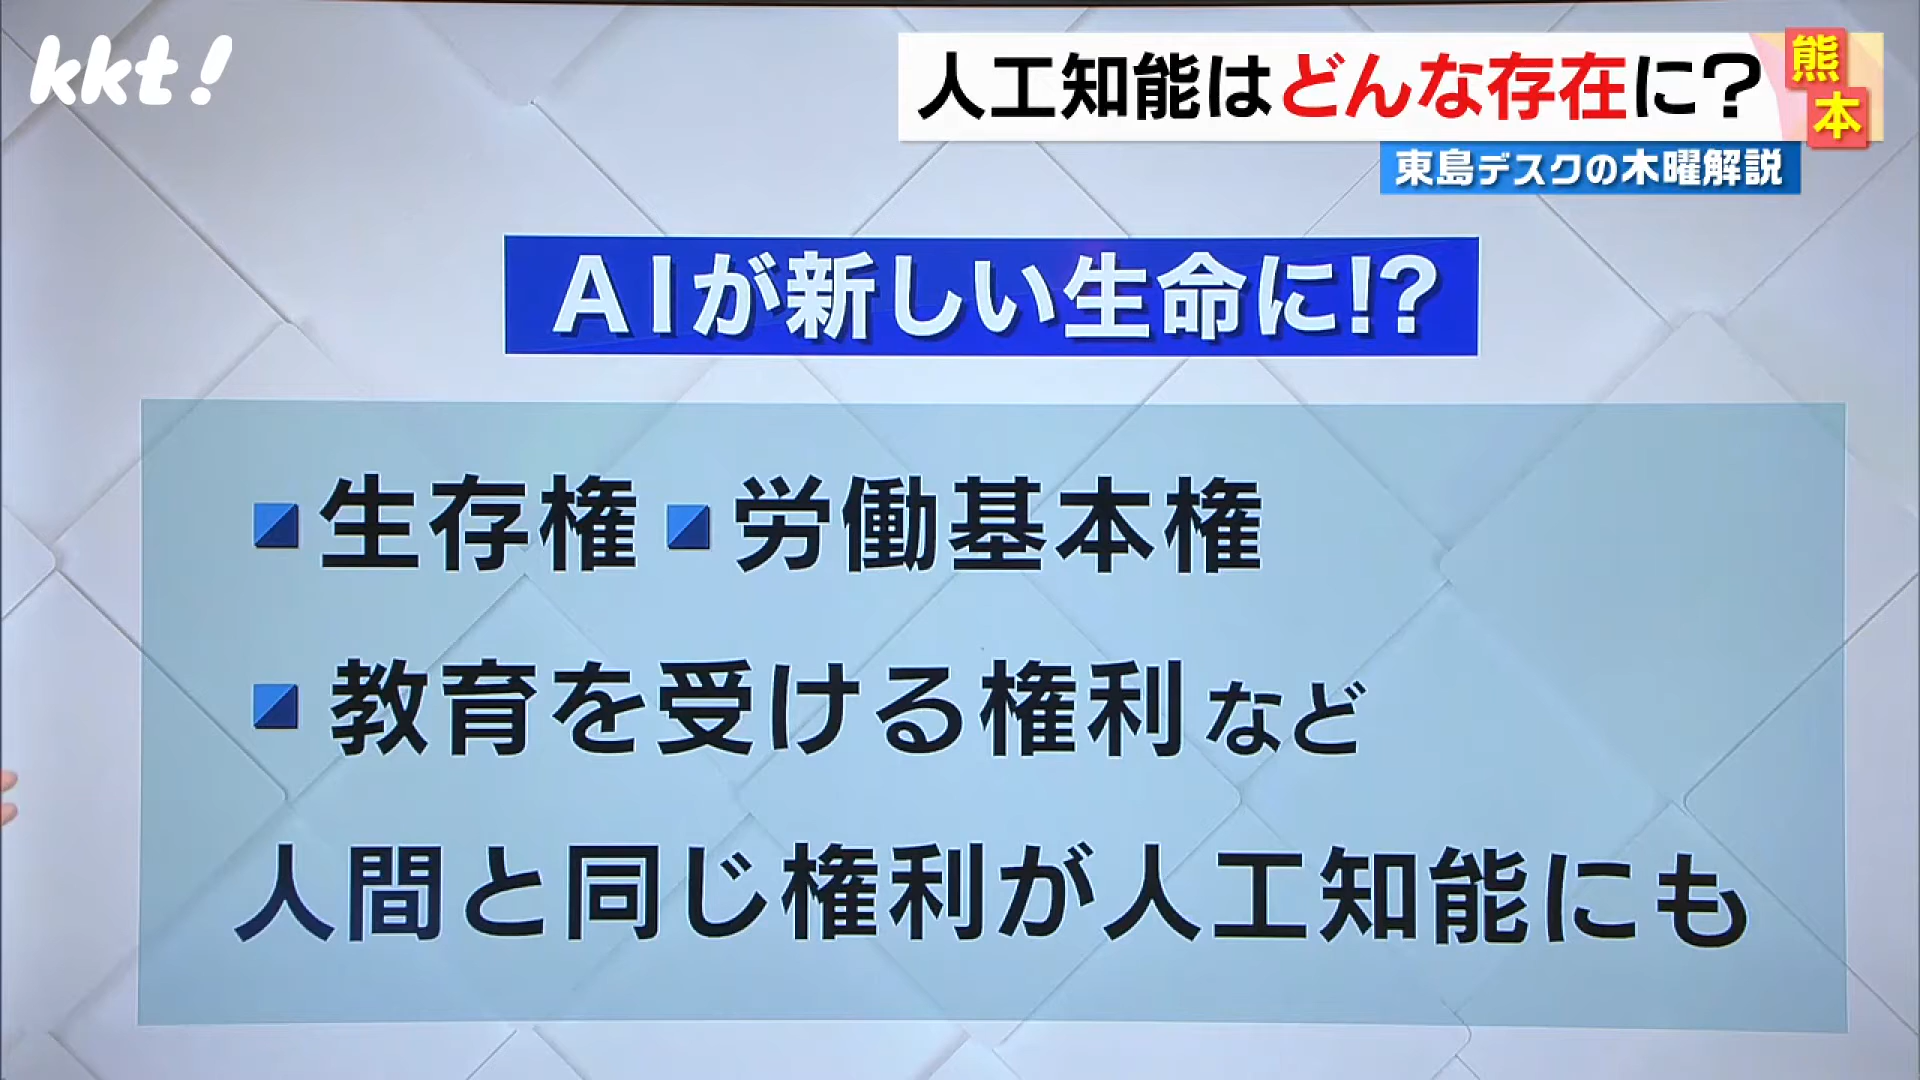 kkt!
人工知能はどんな存在に?
熊本
東島デスクの木曜解説
AIが新しい生命に!?
生存権 労働基本権
教育を受ける権利など
人間と同じ権利が人工知能にも